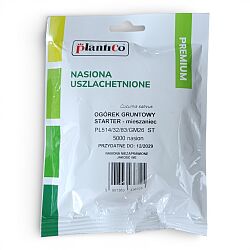 PlantiCo
PREMIUM
NASIONA
USZLACHETNIONE
Cucumis sativus
OGÓREK GRUNTOWY
STARTER - mieszaniec
PL514/32/83/GM26 ST
5000 nasion
PRZYDATNE DO: 12/2029
NASIONA NIEZAPRAWIONE
JAKOŚĆ WE